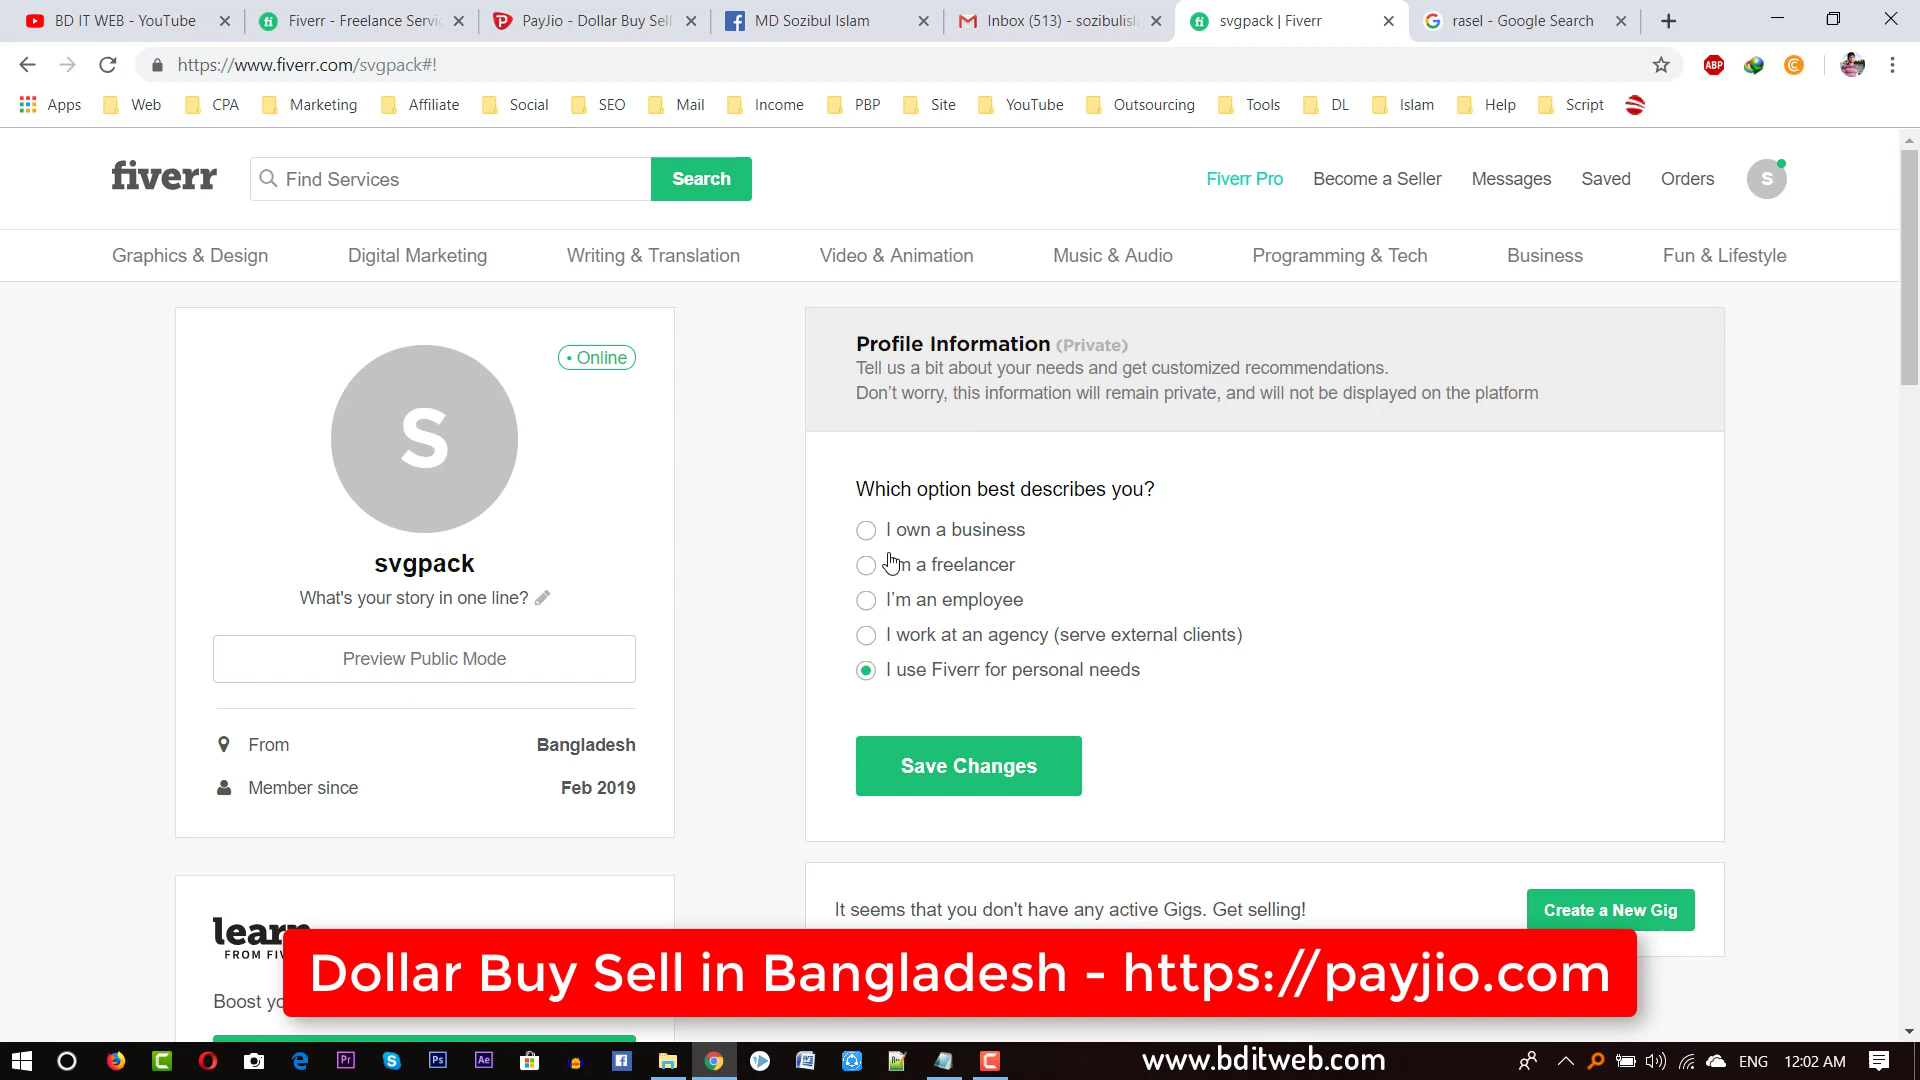 BD IT WEB - YouTube
Fiverr - Freelance Servic
PayJio - Dollar Buy Sell
MD Sozibul Islam
Inbox (513) - sozibulisl
svgpack | Fiverr
rasel - Google Search
https://www.fiverr.com/svgpack#!
ABP
Apps
Web
CPA
Marketing
Affiliate
Social
SEO
Mail
Income
PBP
Site
YouTube
Outsourcing
Tools
DL
Islam
Help
Script
fiverr
Find Services
Search
Fiverr Pro
Become a Seller
Messages
Saved
Orders
S
Graphics & Design
Digital Marketing
Writing & Translation
Video & Animation
Music & Audio
Programming & Tech
Business
Fun & Lifestyle
• Online
S
svgpack
What's your story in one line?
Preview Public Mode
From Bangladesh
Member since Feb 2019
Profile Information (Private)
Tell us a bit about your needs and get customized recommendations.
Don't worry, this information will remain private, and will not be displayed on the platform
Which option best describes you?
I own a business
a freelancer
I'm an employee
I work at an agency (serve external clients)
I use Fiverr for personal needs
Save Changes
It seems that you don't have any active Gigs. Get selling!
Create a New Gig
learn
FROM
Boost
Dollar Buy Sell in Bangladesh - https://payjio.com
www.bditweb.com
Pr
Ps
Ae
ENG
12:02 AM